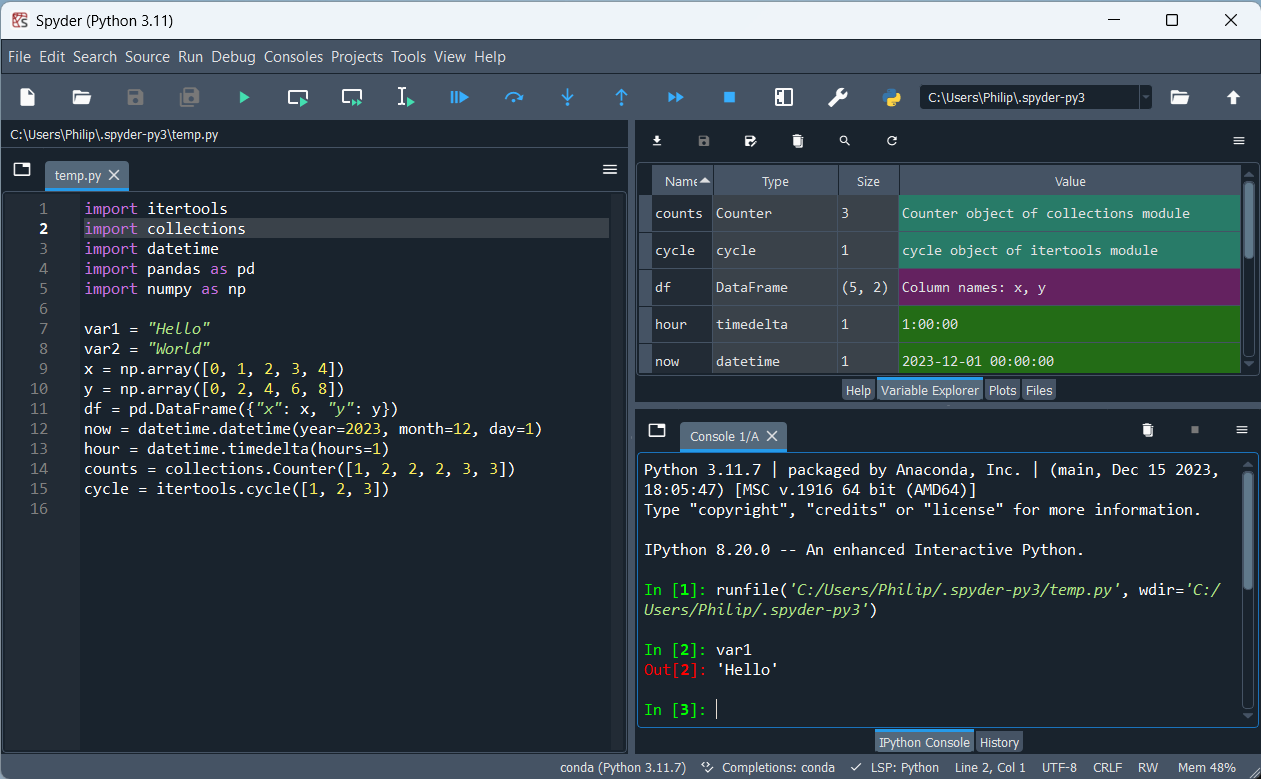 Spyder (Python 3.11)
File Edit Search Source Run Debug Consoles Projects Tools View Help
C:\Users\Philip\.spyder-py3
C:\Users\Philip\.spyder-py3\temp.py
temp.py
1 import itertools
2 import collections
3 import datetime
4 import pandas as pd
5 import numpy as np
6
7 var1 = "Hello"
8 var2 = "World"
9 x = np.array([0, 1, 2, 3, 4])
10 y = np.array([0, 2, 4, 6, 8])
11 df = pd.DataFrame({"x": x, "y": y})
12 now = datetime.datetime(year=2023, month=12, day=1)
13 hour = datetime.timedelta(hours=1)
14 counts = collections.Counter([1, 2, 2, 2, 3, 3])
15 cycle = itertools.cycle([1, 2, 3])
16
Name Type Size Value
counts Counter 3 Counter object of collections module
cycle cycle 1 cycle object of itertools module
df DataFrame (5, 2) Column names: x, y
hour timedelta 1 1:00:00
now datetime 1 2023-12-01 00:00:00
Help Variable Explorer Plots Files
Console 1/A
Python 3.11.7 | packaged by Anaconda, Inc. | (main, Dec 15 2023,
18:05:47) [MSC v.1916 64 bit (AMD64)]
Type "copyright", "credits" or "license" for more information.
IPython 8.20.0 -- An enhanced Interactive Python.
In [1]: runfile('C:/Users/Philip/.spyder-py3/temp.py', wdir='C:/
Users/Philip/.spyder-py3')
In [2]: var1
Out[2]: 'Hello'
In [3]:
IPython Console History
conda (Python 3.11.7) Completions: conda LSP: Python Line 2, Col 1 UTF-8 CRLF RW Mem 48%